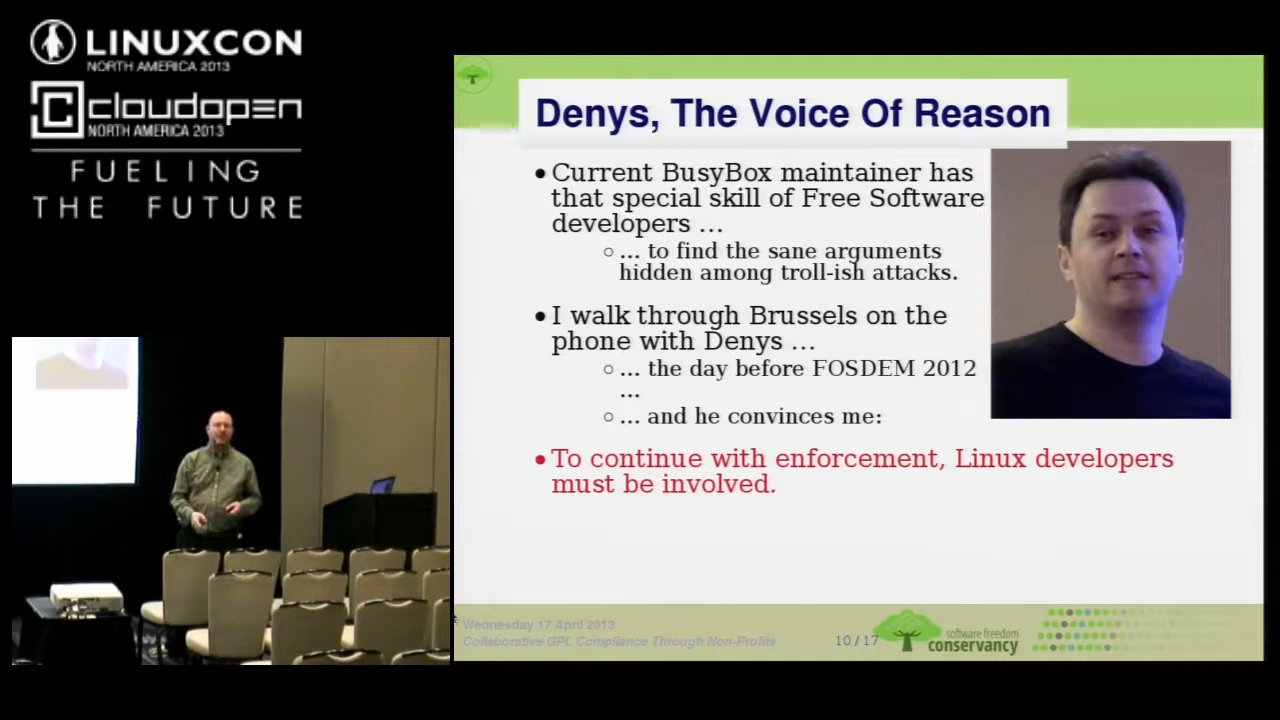 LINUXCON
NORTH AMERICA 2013
cloudopen
NORTH AMERICA 2013
FUELING
THE FUTURE
Denys, The Voice Of Reason
• Current BusyBox maintainer has
that special skill of Free Software
developers …
○ … to find the sane arguments
hidden among troll-ish attacks.
• I walk through Brussels on the
phone with Denys …
○ … the day before FOSDEM 2012
…
○ … and he convinces me:
• To continue with enforcement, Linux developers
must be involved.
Wednesday 17 April 2013
Collaborative GPL Compliance Through Non-Profits
10 / 17
software freedom
conservancy